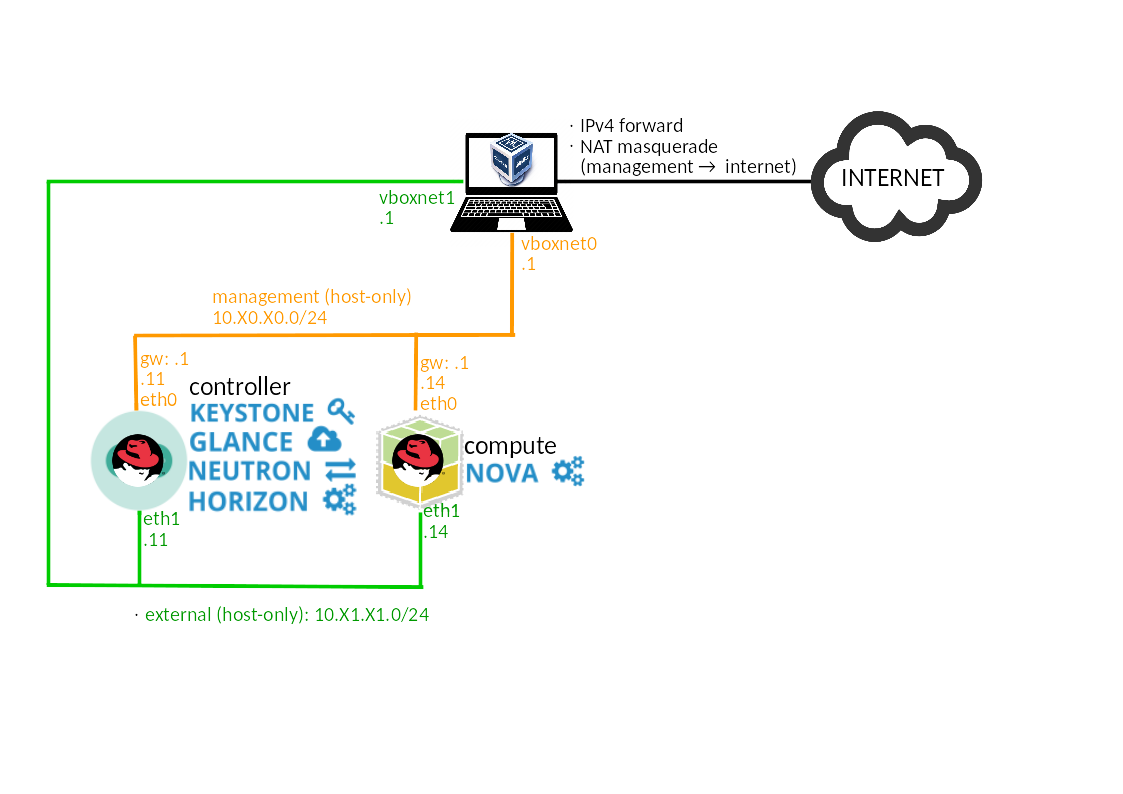 · IPv4 forward
· NAT masquerade
(management → internet)
INTERNET
vboxnet1
.1
vboxnet0
.1
management (host-only)
10.X0.X0.0/24
gw: .1
.11
eth0
gw: .1
.14
eth0
controller
KEYSTONE
GLANCE
NEUTRON
HORIZON
compute
NOVA
eth1
.11
eth1
.14
· external (host-only): 10.X1.X1.0/24